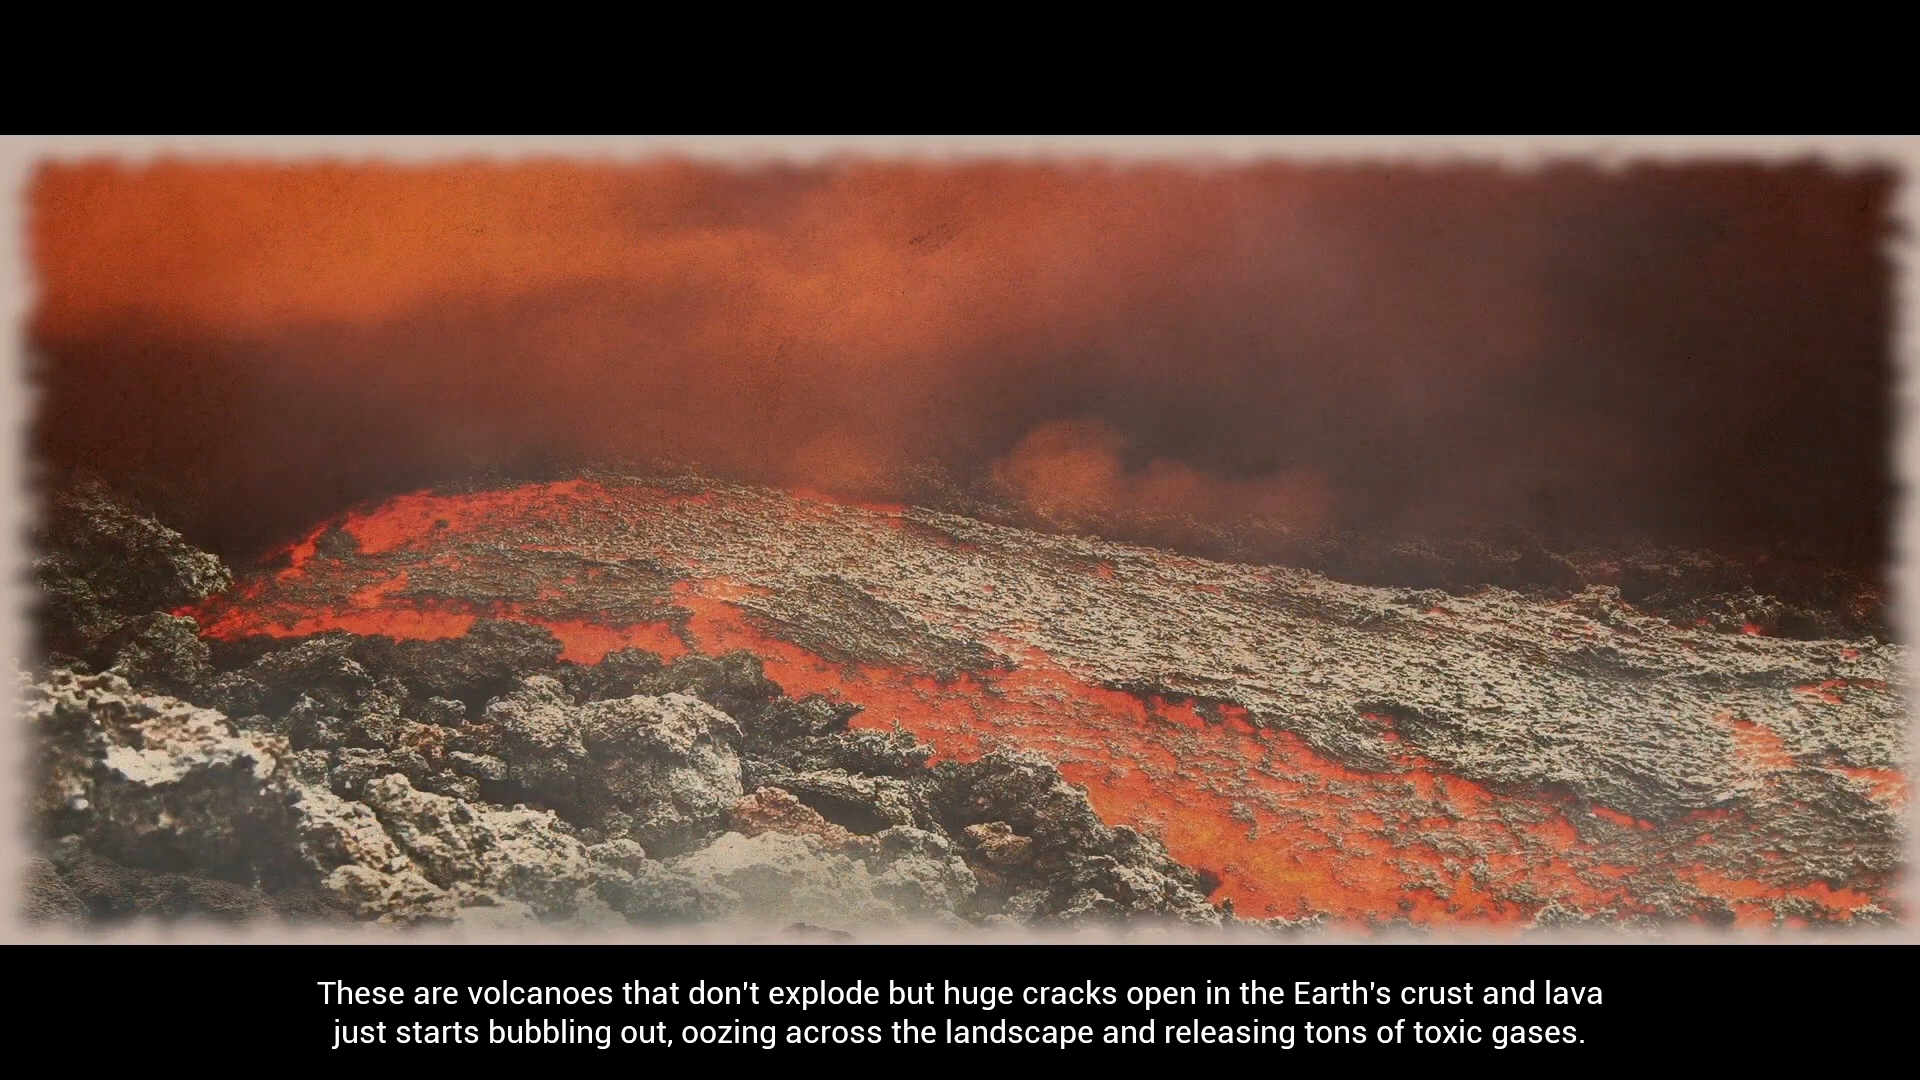 These are volcanoes that don't explode but huge cracks open in the Earth's crust and lava
just starts bubbling out, oozing across the landscape and releasing tons of toxic gases.